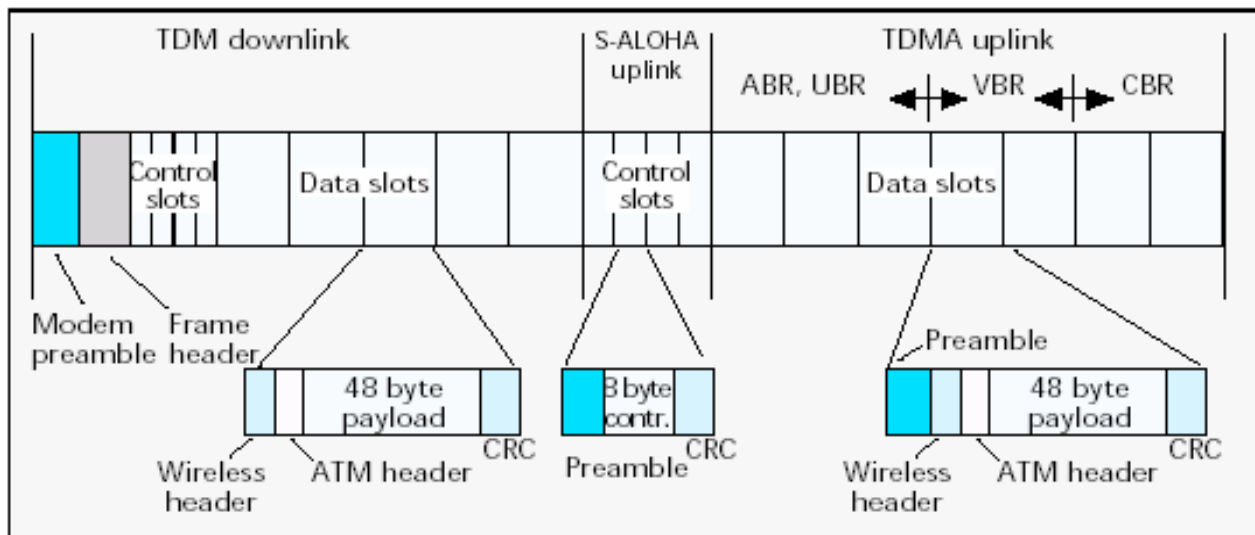 TDM downlink
S-ALOHA
uplink
TDMA uplink
ABR, UBR
VBR
CBR
Control
slots
Data slots
Control
slots
Data slots
Modem
preamble
Frame
header
Preamble
48 byte
payload
8 byte
contr.
48 byte
payload
CRC
CRC
CRC
Wireless
header
ATM header
Preamble
Wireless
header
ATM header